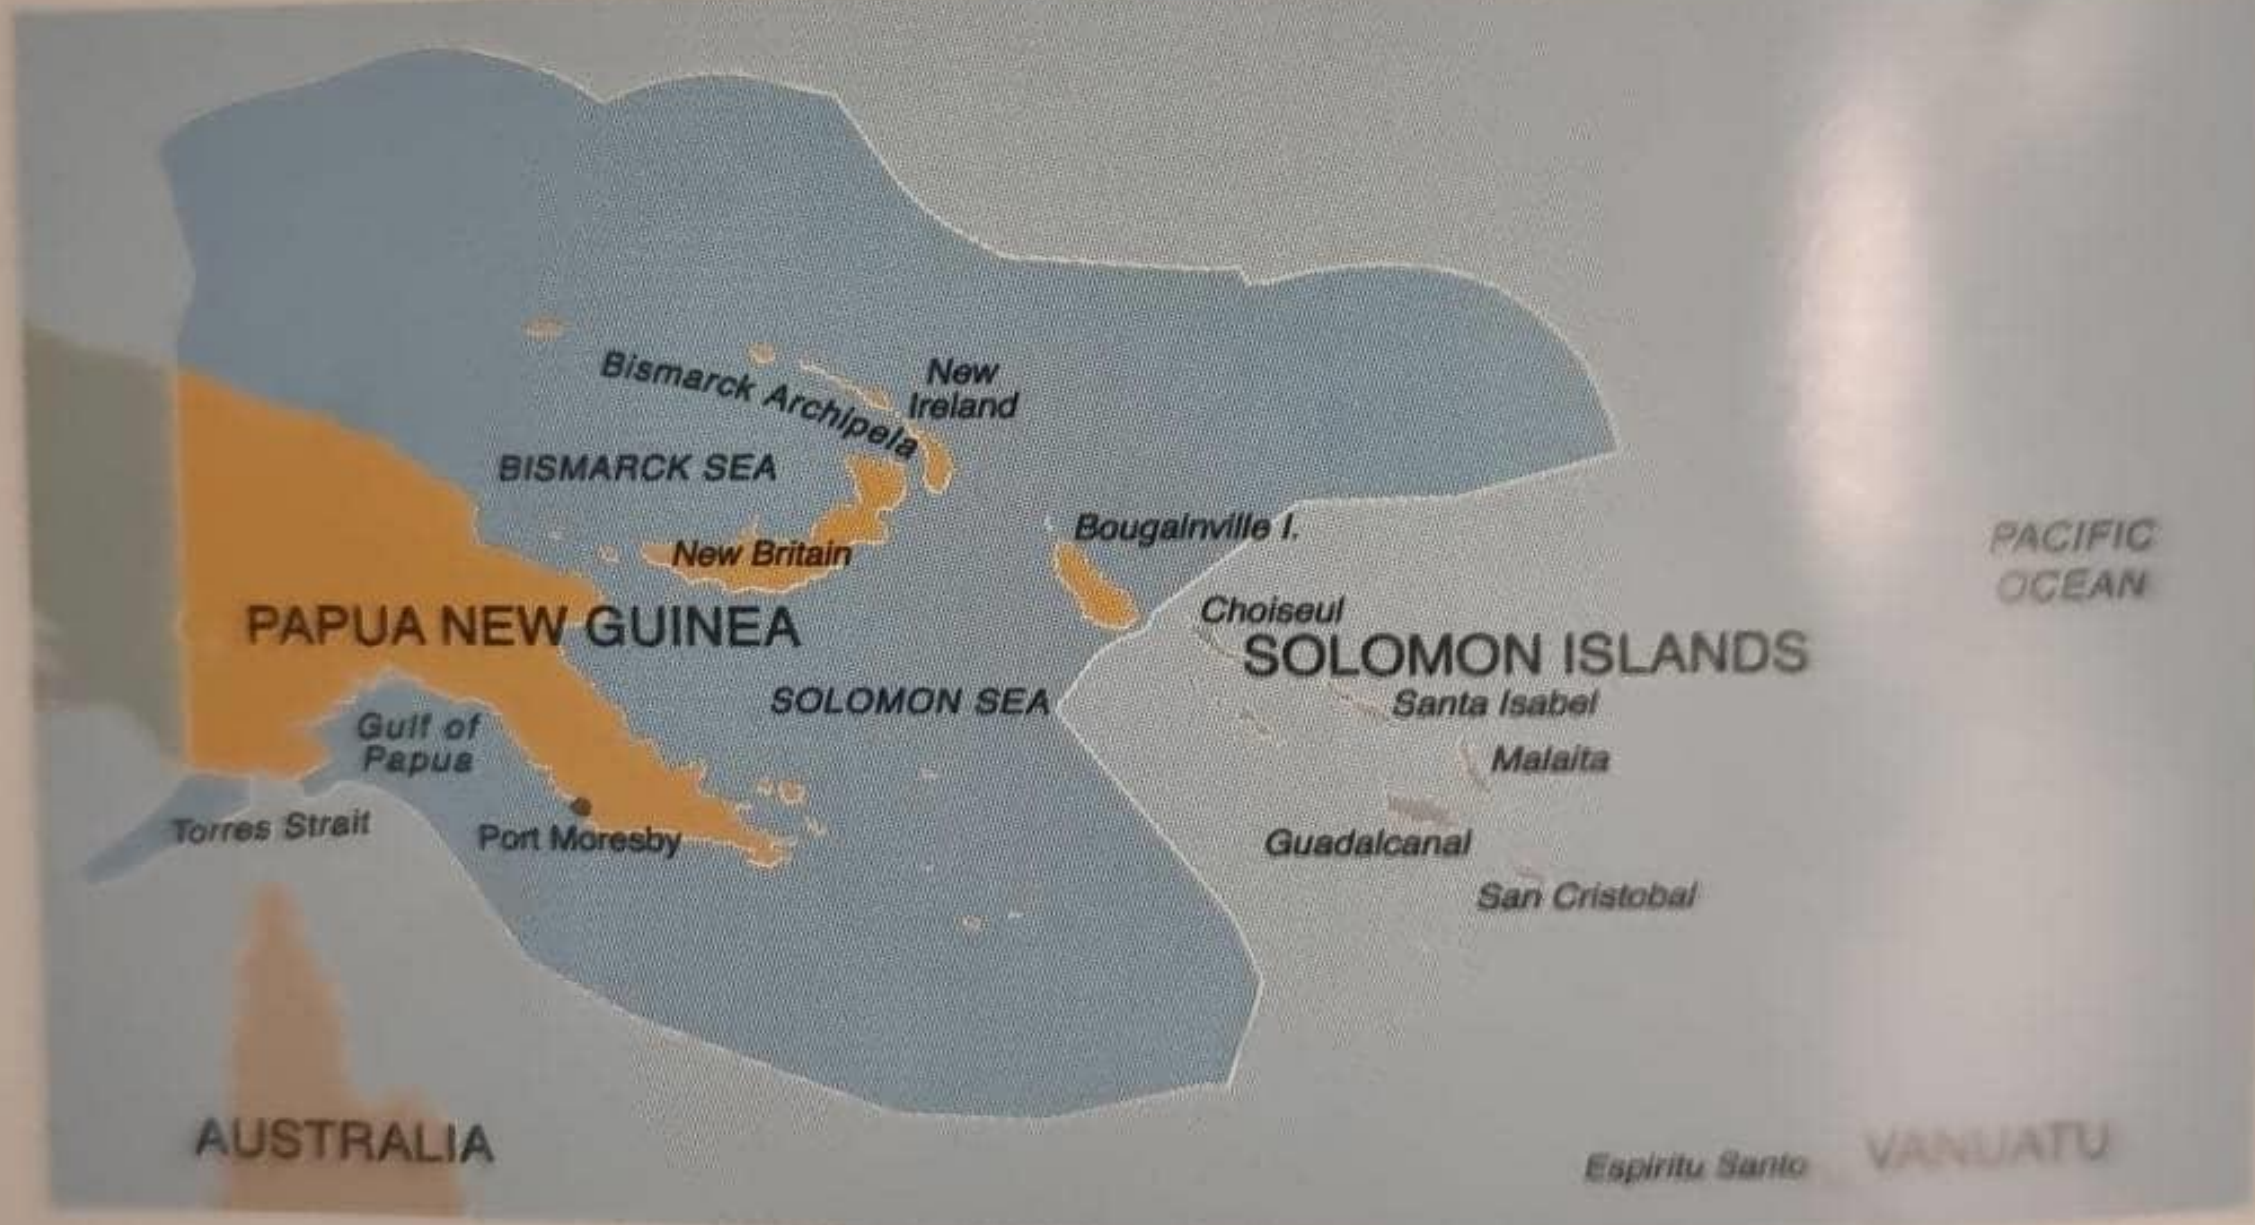 New
Ireland
Bismarck Archipela
BISMARCK SEA
Bougainville I.
New Britain
PACIFIC
OCEAN
PAPUA NEW GUINEA
Choiseul
SOLOMON ISLANDS
SOLOMON SEA
Santa Isabel
Gulf of
Papua
Malaita
Torres Strait
Port Moresby
Guadalcanal
San Cristobal
AUSTRALIA
Espiritu Santo
VANUATU